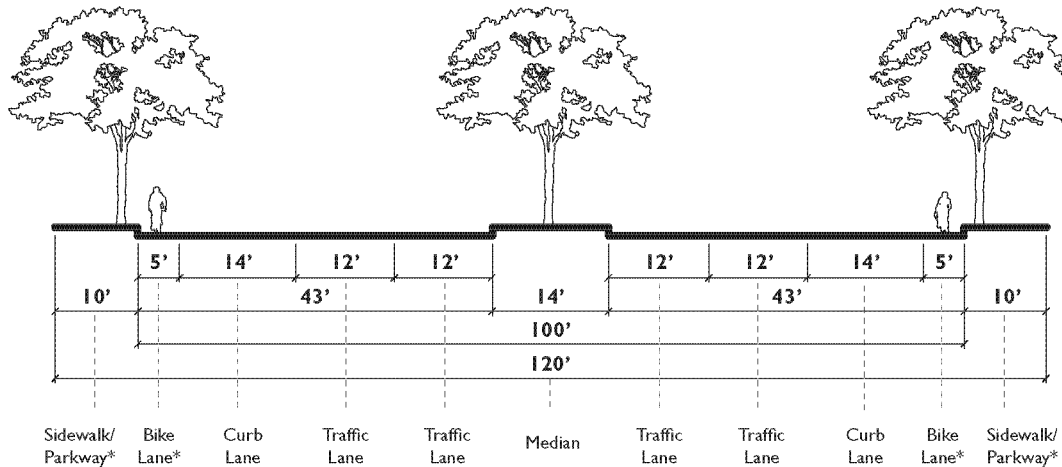 5’ 14’ 12’ 12’ 12’ 12’ 14’ 5’
10’ 43’ 14’ 43’ 10’
100’
120’
Sidewalk/ Bike Curb Traffic Traffic Median Traffic Traffic Curb Bike Sidewalk/
Parkway* Lane* Lane Lane Lane Lane Lane Lane Lane* Parkway*